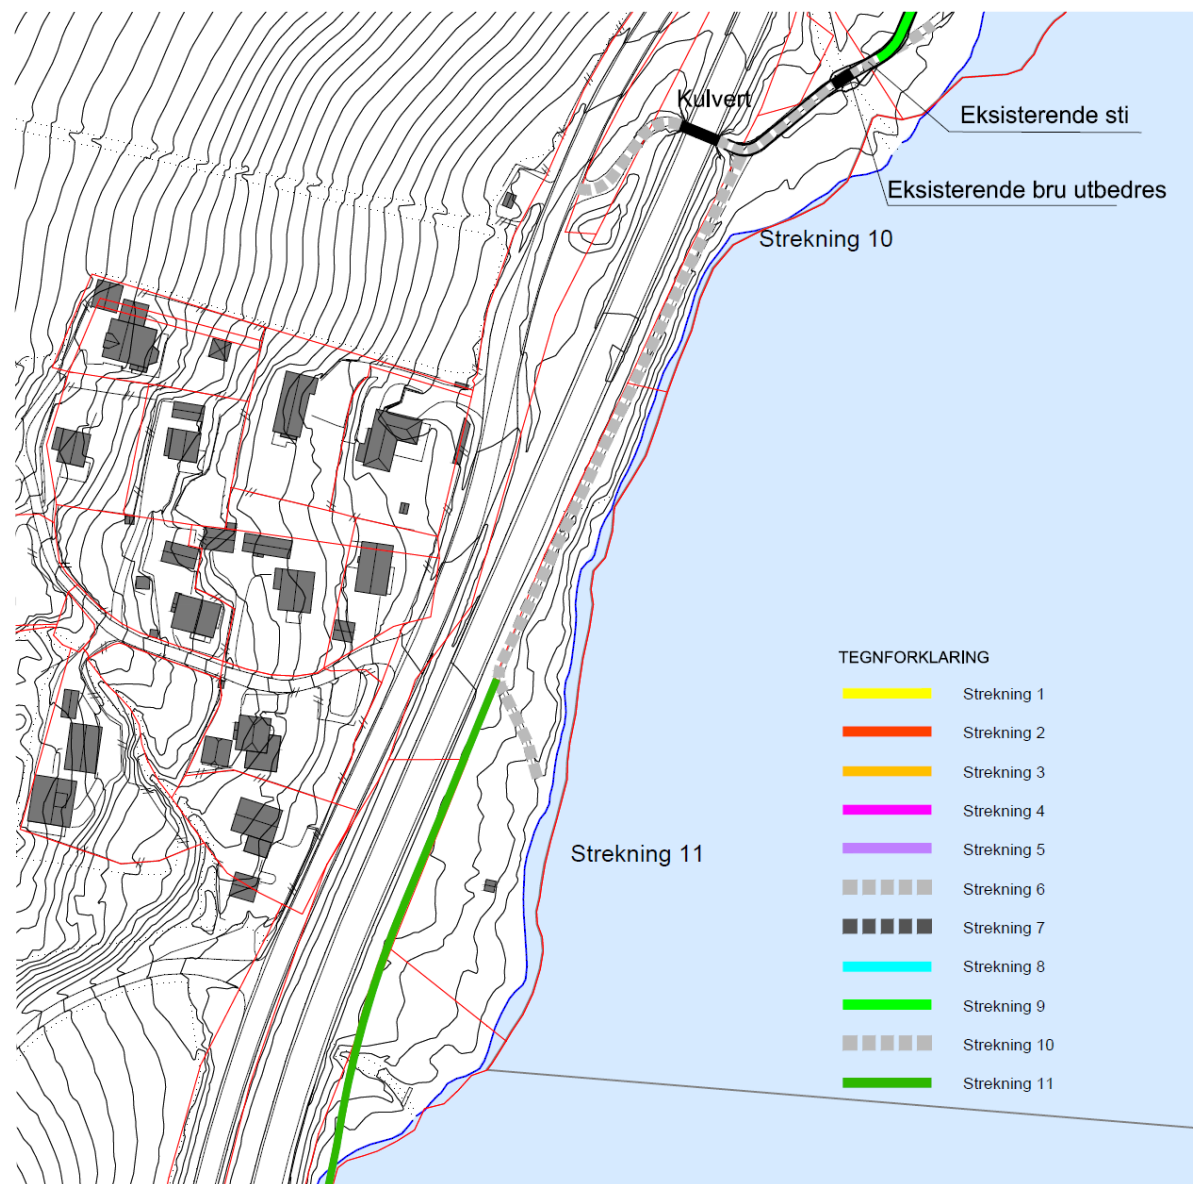 Kulvert
Eksisterende sti
Eksisterende bru utbedres
Strekning 10
Strekning 11
TEGNFORKLARING
Strekning 1
Strekning 2
Strekning 3
Strekning 4
Strekning 5
Strekning 6
Strekning 7
Strekning 8
Strekning 9
Strekning 10
Strekning 11